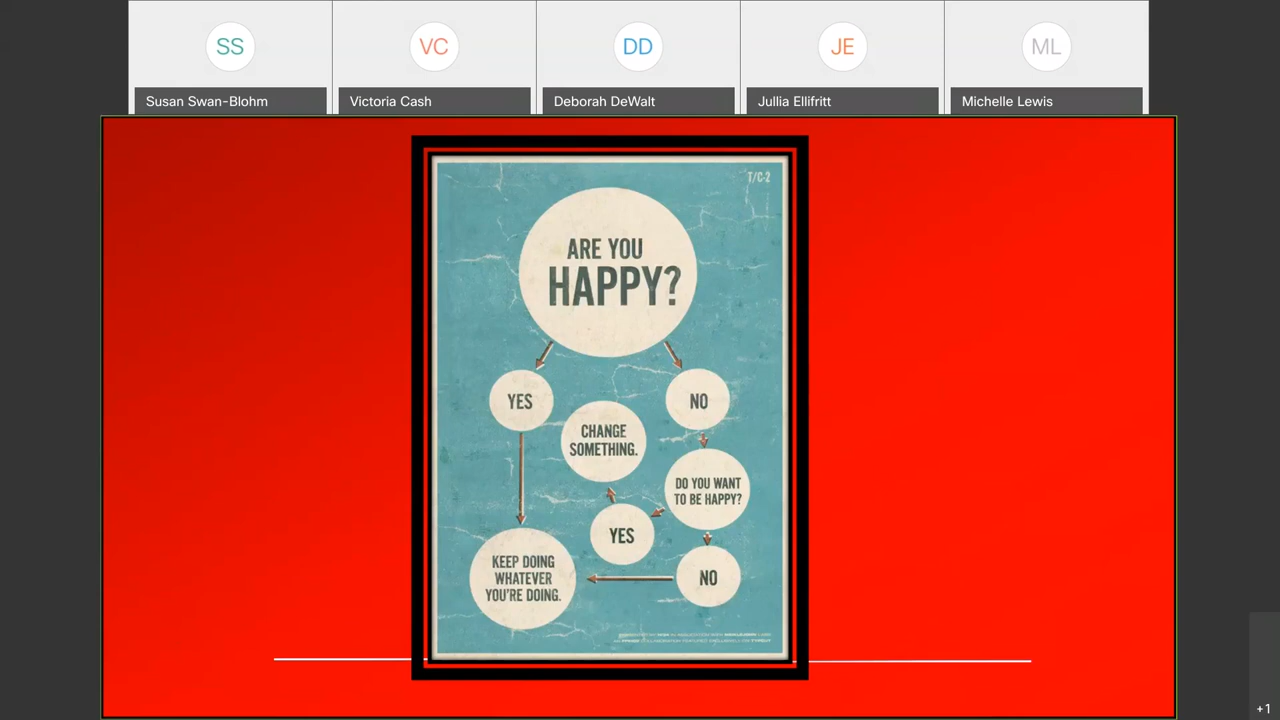 SS
VC
DD
JE
ML
Susan Swan-Blohm
Victoria Cash
Deborah DeWalt
Jullia Ellifritt
Michelle Lewis
T/C-2
ARE YOU
HAPPY?
YES
NO
CHANGE
SOMETHING.
DO YOU WANT
TO BE HAPPY?
YES
KEEP DOING
WHATEVER
YOU'RE DOING.
NO
+1